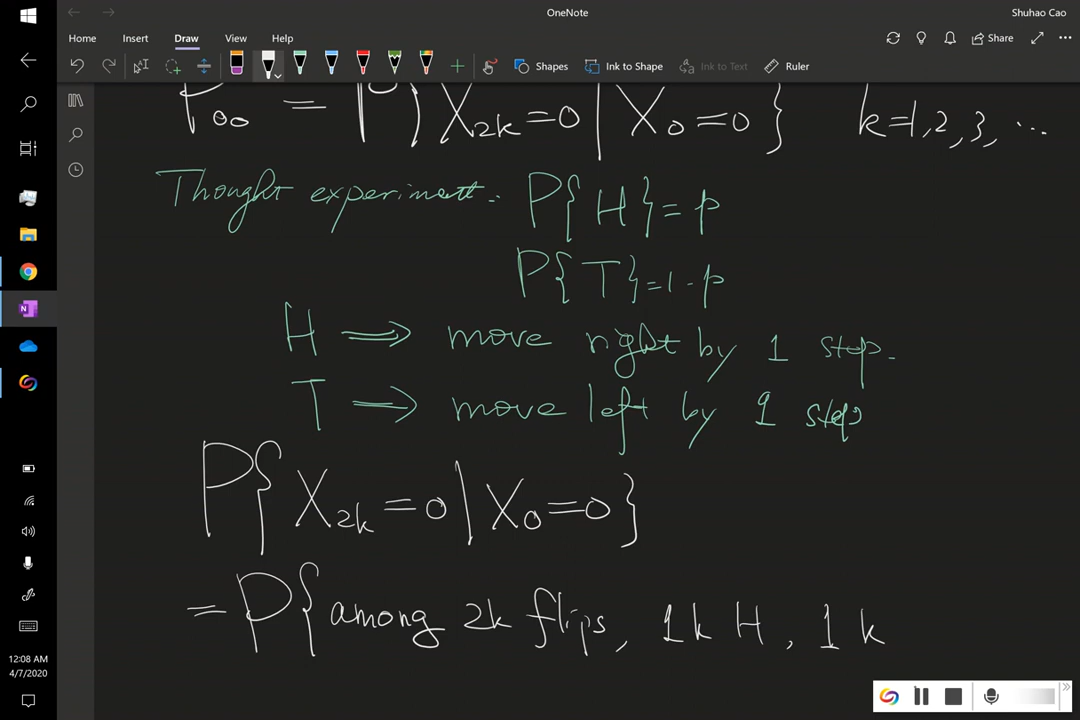 OneNote
Shuhao Cao
Home Insert Draw View Help
Share
Shapes
Ink to Shape
Ink to Text
Ruler
P₀₀ = P{X₂ₖ=0 | X₀=0} k=1,2,3, ...
Thought experiment. P{H}= p
P{T}=1-p
H ⟹ move right by 1 step.
T ⟹ move left by 1 step
P{X₂ₖ=0 | X₀=0}
= P{among 2k flips, 1k H, 1k
12:08 AM
4/7/2020